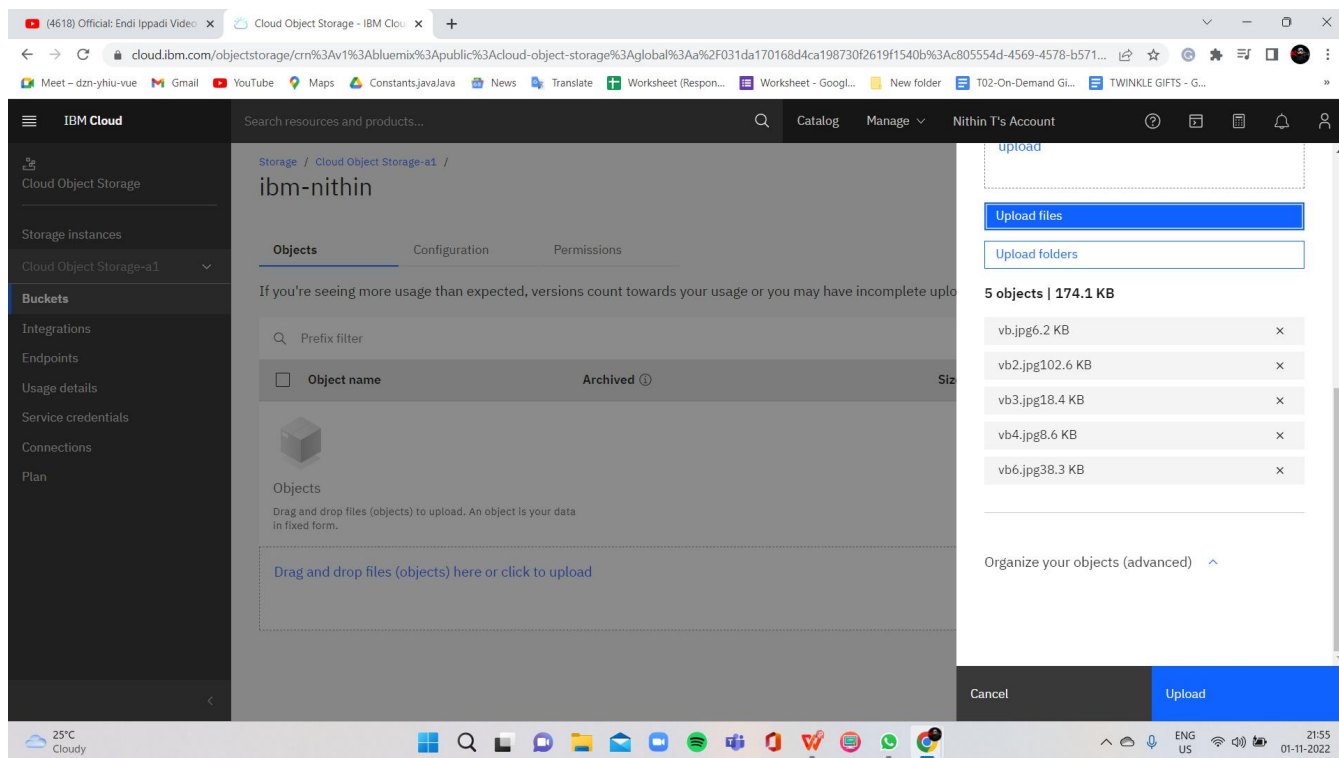 (4618) Official: Endi Ippadi Video
Cloud Object Storage - IBM Clou
cloud.ibm.com/objectstorage/crn%3Av1%3Abluemix%3Apublic%3Acloud-object-storage%3Aglobal%3Aa%2F031da170168d4ca198730f2619f1540b%3Ac805554d-4569-4578-b571...
Meet – dzn-yhiu-vue Gmail YouTube Maps Constants.javaJava News Translate Worksheet (Respon... Worksheet - Googl... New folder T02-On-Demand Gi... TWINKLE GIFTS - G... »
IBM Cloud Search resources and products... Catalog Manage Nithin T's Account
Cloud Object Storage
Storage instances
Cloud Object Storage-a1
Buckets
Integrations
Endpoints
Usage details
Service credentials
Connections
Plan
Storage / Cloud Object Storage-a1 /
ibm-nithin
Objects Configuration Permissions
If you're seeing more usage than expected, versions count towards your usage or you may have incomplete uplo
Prefix filter
Object name Archived Siz
Objects
Drag and drop files (objects) to upload. An object is your data
in fixed form.
Drag and drop files (objects) here or click to upload
upload
Upload files
Upload folders
5 objects | 174.1 KB
vb.jpg6.2 KB
vb2.jpg102.6 KB
vb3.jpg18.4 KB
vb4.jpg8.6 KB
vb6.jpg38.3 KB
Organize your objects (advanced)
Cancel Upload
25°C
Cloudy
ENG
US
21:55
01-11-2022